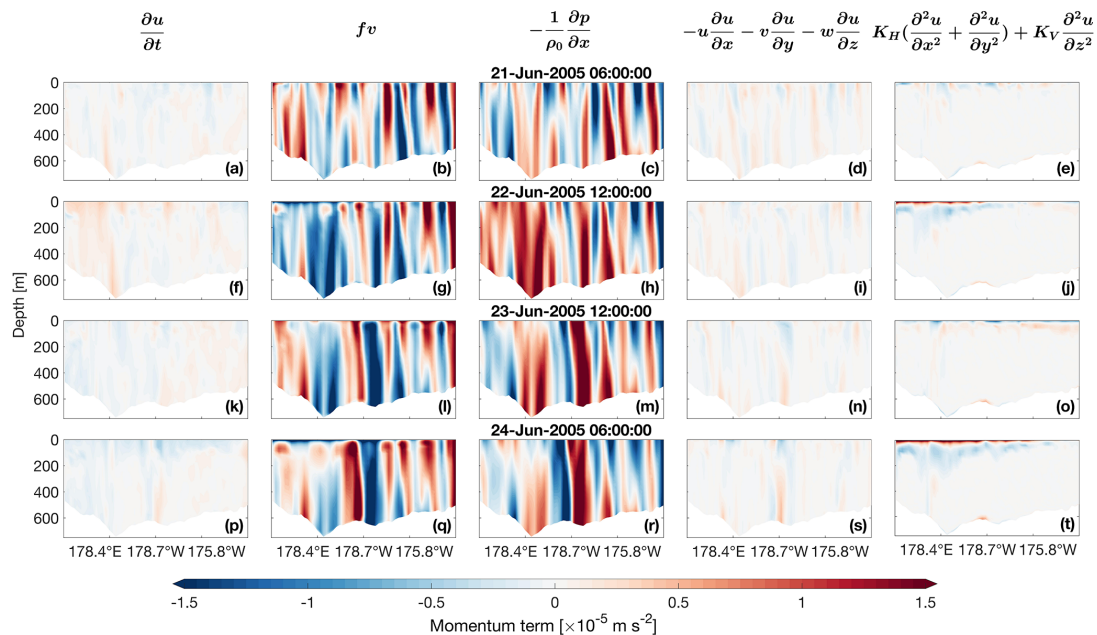 ∂u/∂t fv -1/ρ₀ ∂p/∂x -u ∂u/∂x - v ∂u/∂y - w ∂u/∂z K_H(∂²u/∂x² + ∂²u/∂y²) + K_V ∂²u/∂z²
21-Jun-2005 06:00:00
0
200
400
600
(a) (b) (c) (d) (e)
22-Jun-2005 12:00:00
0
200
400
600
(f) (g) (h) (i) (j)
Depth [m]
23-Jun-2005 12:00:00
0
200
400
600
(k) (l) (m) (n) (o)
24-Jun-2005 06:00:00
0
200
400
600
(p) (q) (r) (s) (t)
178.4°E 178.7°W 175.8°W 178.4°E 178.7°W 175.8°W 178.4°E 178.7°W 175.8°W 178.4°E 178.7°W 175.8°W 178.4°E 178.7°W 175.8°W
-1.5 -1 -0.5 0 0.5 1 1.5
Momentum term [×10⁻⁵ m s⁻²]